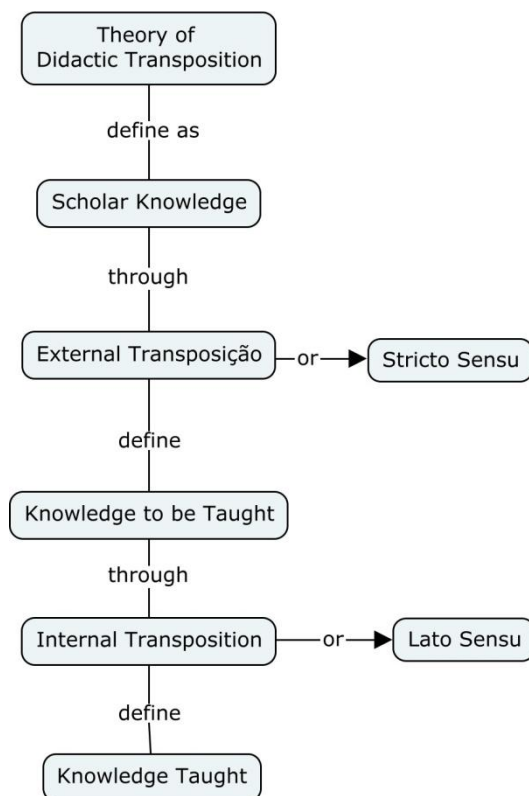 Theory of
Didactic Transposition
define as
Scholar Knowledge
through
External Transposição
or
Stricto Sensu
define
Knowledge to be Taught
through
Internal Transposition
or
Lato Sensu
define
Knowledge Taught